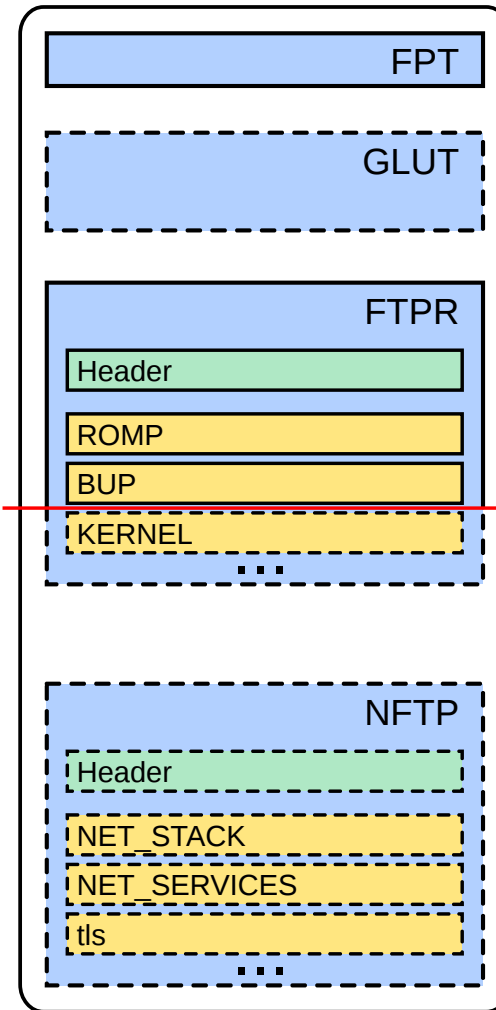 FPT
GLUT
FTPR
Header
ROMP
BUP
KERNEL
...
NFTP
Header
NET_STACK
NET_SERVICES
tls
...